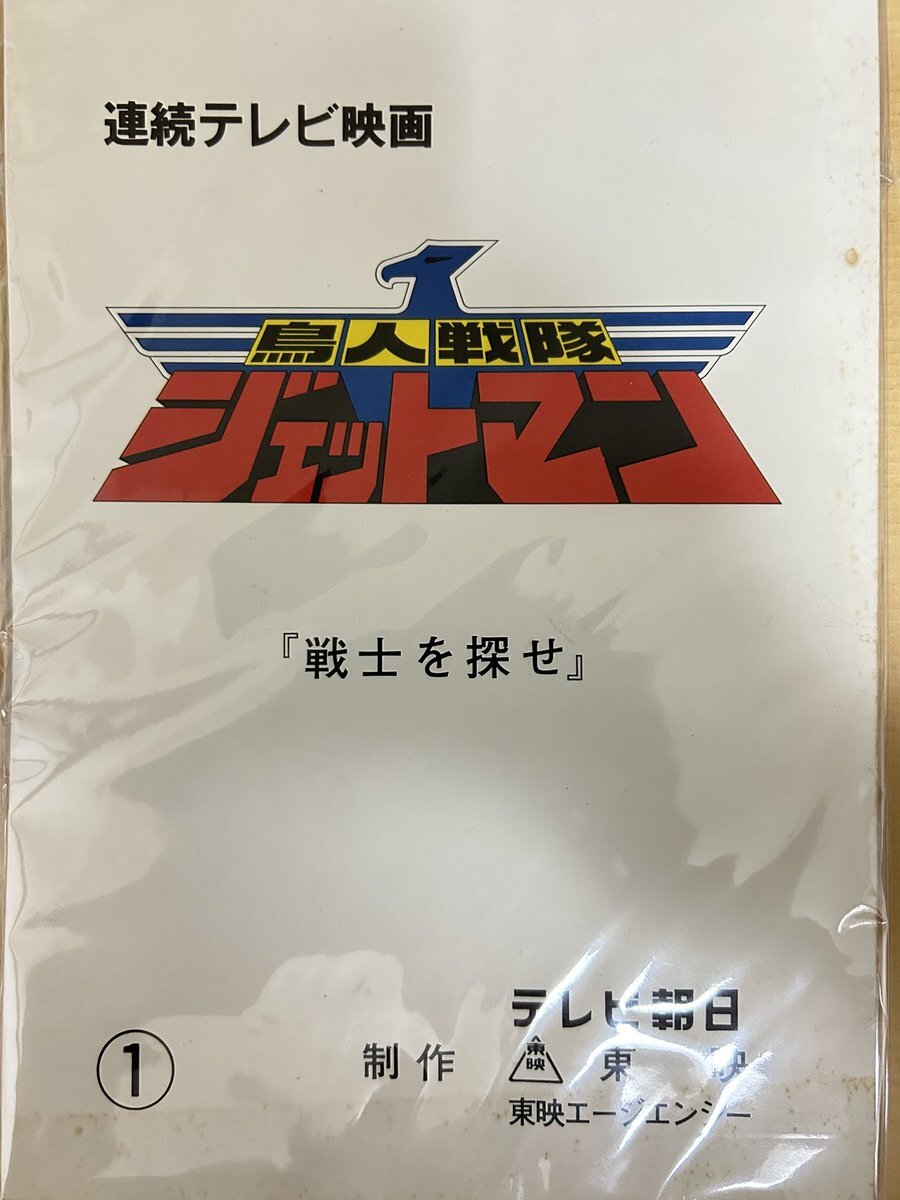 連続テレビ映画
鳥人戦隊
ジェットマン
『戦士を探せ』
テレビ朝日
① 制作 東映 東映
東映エージエンシー